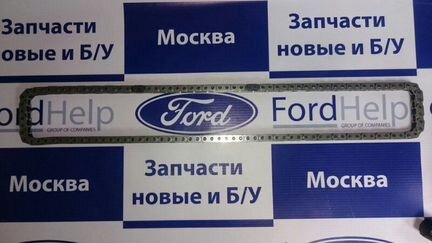 Запчасти
новые и Б/У
Москва
Запчасти
новые и Б/У
FordHelp
GROUP OF COMPANIES
Ford
FordHelp
GROUP OF COMPANIES
Москва
Запчасти
новые и Б/У
Москва